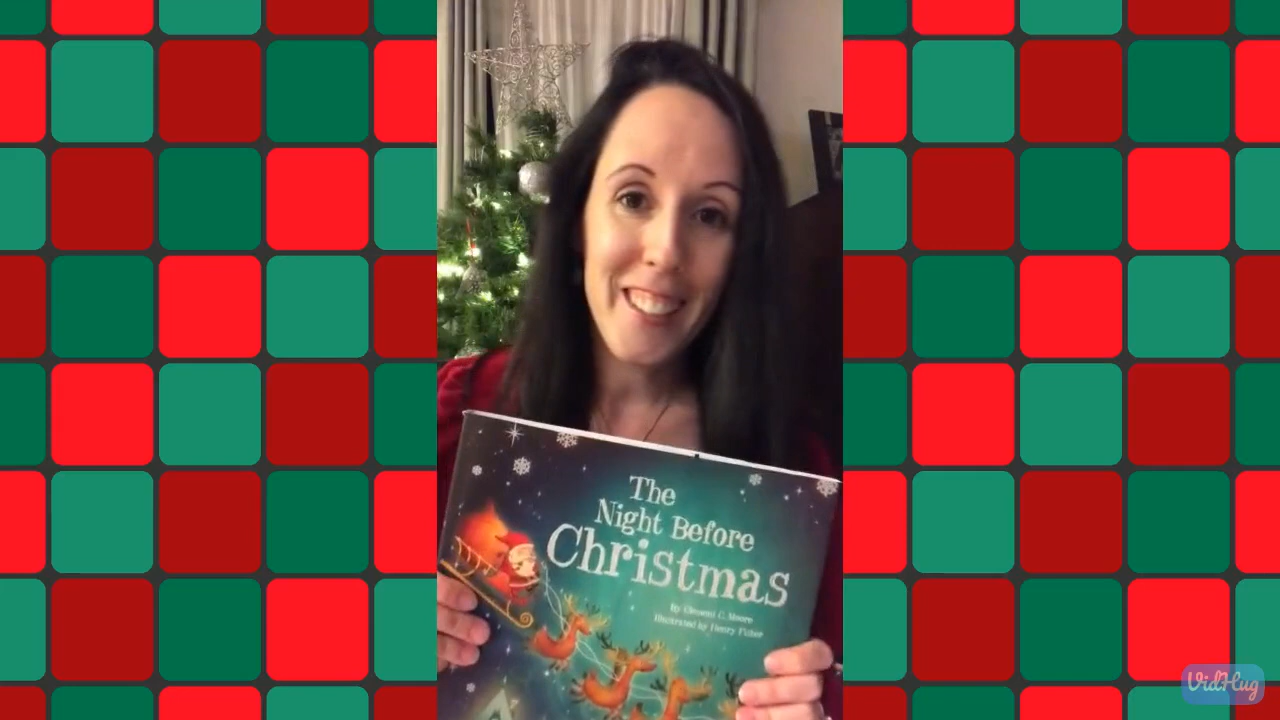 The
Night Before
Christmas
By Clement C. Moore
Illustrated by Henry Fisher
VidHug